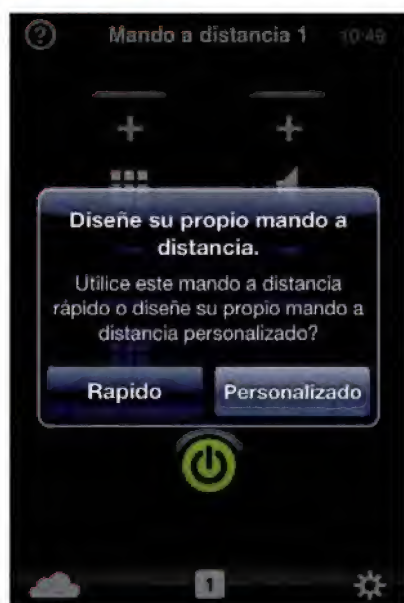 Mando a distancia 1 10:49
Diseñe su propio mando a
distancia.
Utilice este mando a distancia
rápido o diseñe su propio mando a
distancia personalizado?
Rapido Personalizado
1